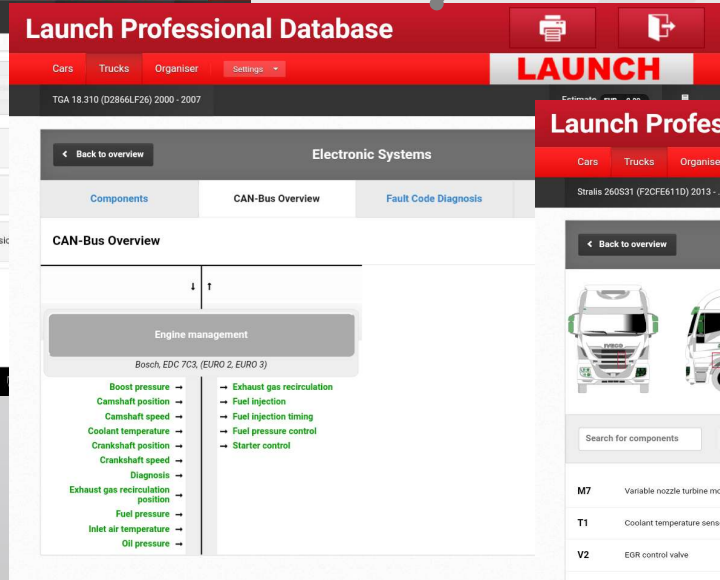 Launch Professional Database
Cars Trucks Organiser Settings
LAUNCH
TGA 18.310 (D2866LF26) 2000 - 2007
Estimate
Back to overview
Electronic Systems
Components CAN-Bus Overview Fault Code Diagnosis
CAN-Bus Overview
↓ ↑
Engine management
Bosch, EDC 7C3, (EURO 2, EURO 3)
Boost pressure →
Camshaft position →
Camshaft speed →
Coolant temperature →
Crankshaft position →
Crankshaft speed →
Diagnosis →
Exhaust gas recirculation →
position
Fuel pressure →
Inlet air temperature →
Oil pressure →
→ Exhaust gas recirculation
→ Fuel injection
→ Fuel injection timing
→ Fuel pressure control
→ Starter control
Launch Profes
Cars Trucks Organise
Stralis 260S31 (F2CFE611D) 2013 - ..
Back to overview
IVECO
Search for components
M7 Variable nozzle turbine mo
T1 Coolant temperature sens
V2 EGR control valve